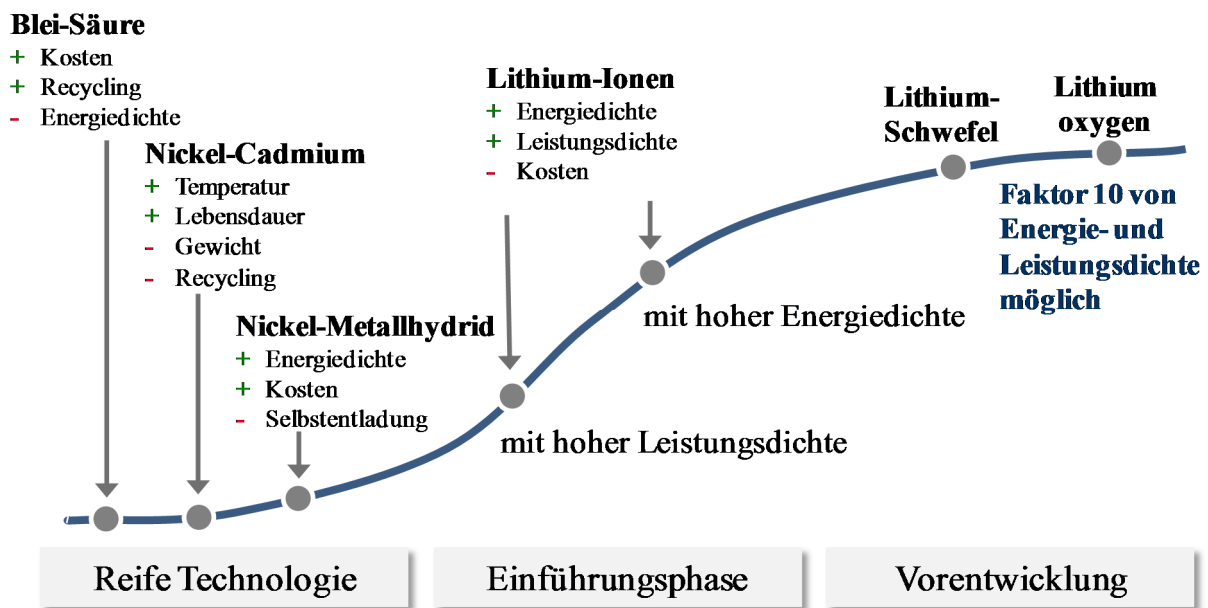 Blei-Säure
+ Kosten
+ Recycling
- Energiedichte
Nickel-Cadmium
+ Temperatur
+ Lebensdauer
- Gewicht
- Recycling
Nickel-Metallhydrid
+ Energiedichte
+ Kosten
- Selbstentladung
Lithium-Ionen
+ Energiedichte
+ Leistungsdichte
- Kosten
mit hoher Leistungsdichte
mit hoher Energiedichte
Lithium-
Schwefel
Lithium
oxygen
Faktor 10 von
Energie- und
Leistungsdichte
möglich
Reife Technologie
Einführungsphase
Vorentwicklung